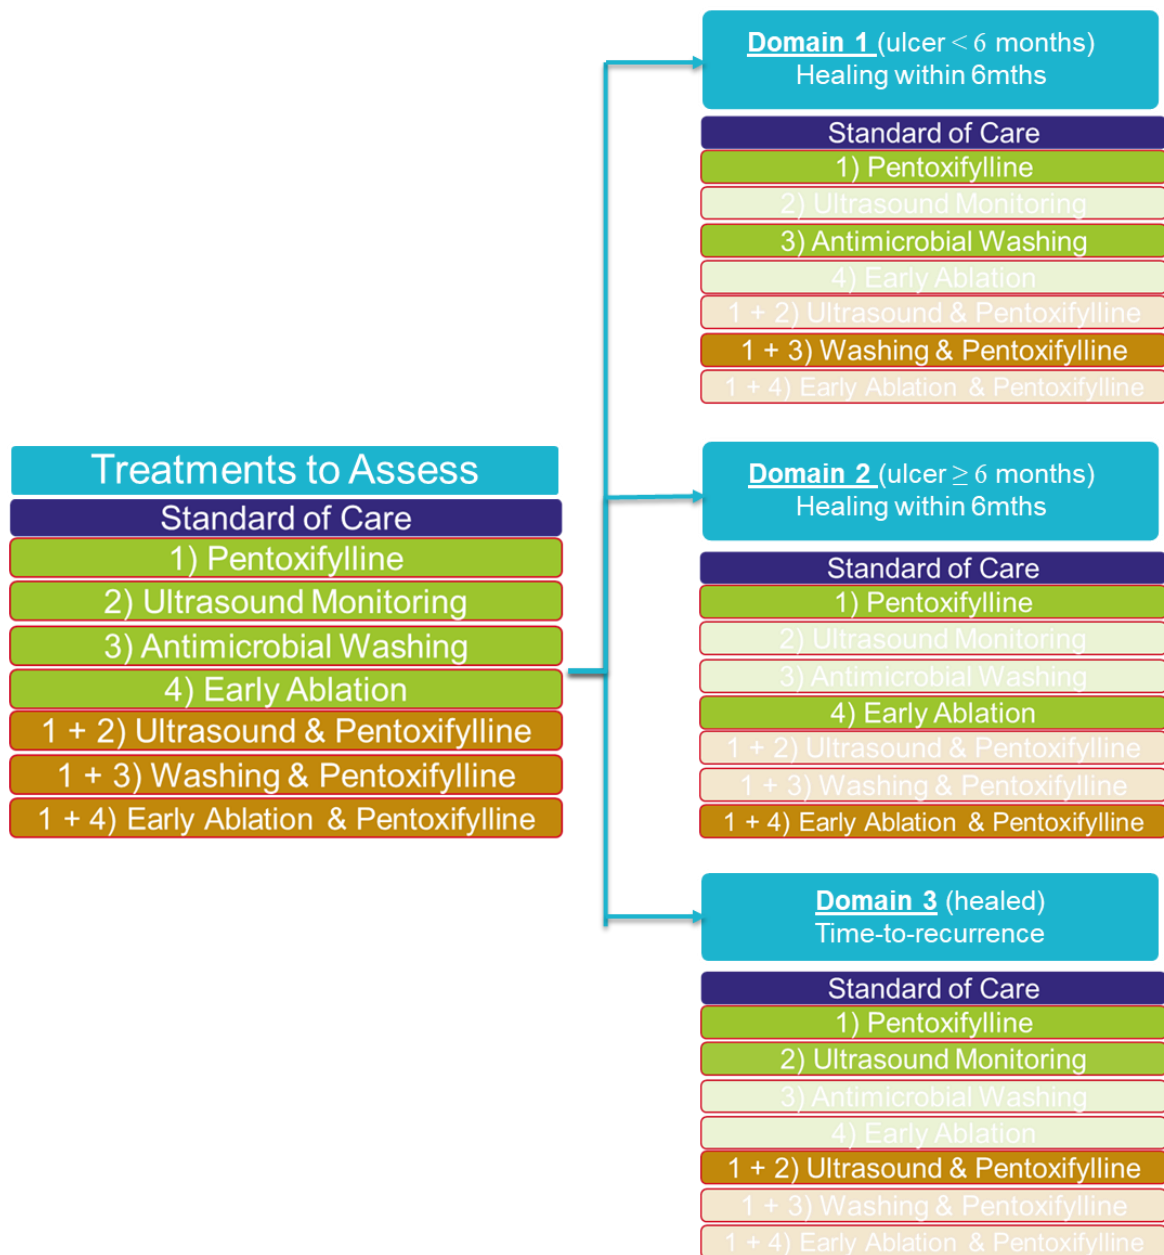 Treatments to Assess
Standard of Care
1) Pentoxifylline
2) Ultrasound Monitoring
3) Antimicrobial Washing
4) Early Ablation
1 + 2) Ultrasound & Pentoxifylline
1 + 3) Washing & Pentoxifylline
1 + 4) Early Ablation & Pentoxifylline
Domain 1 (ulcer < 6 months)
Healing within 6mths
Standard of Care
1) Pentoxifylline
2) Ultrasound Monitoring
3) Antimicrobial Washing
4) Early Ablation
1 + 2) Ultrasound & Pentoxifylline
1 + 3) Washing & Pentoxifylline
1 + 4) Early Ablation & Pentoxifylline
Domain 2 (ulcer ≥ 6 months)
Healing within 6mths
Standard of Care
1) Pentoxifylline
2) Ultrasound Monitoring
3) Antimicrobial Washing
4) Early Ablation
1 + 2) Ultrasound & Pentoxifylline
1 + 3) Washing & Pentoxifylline
1 + 4) Early Ablation & Pentoxifylline
Domain 3 (healed)
Time-to-recurrence
Standard of Care
1) Pentoxifylline
2) Ultrasound Monitoring
3) Antimicrobial Washing
4) Early Ablation
1 + 2) Ultrasound & Pentoxifylline
1 + 3) Washing & Pentoxifylline
1 + 4) Early Ablation & Pentoxifylline